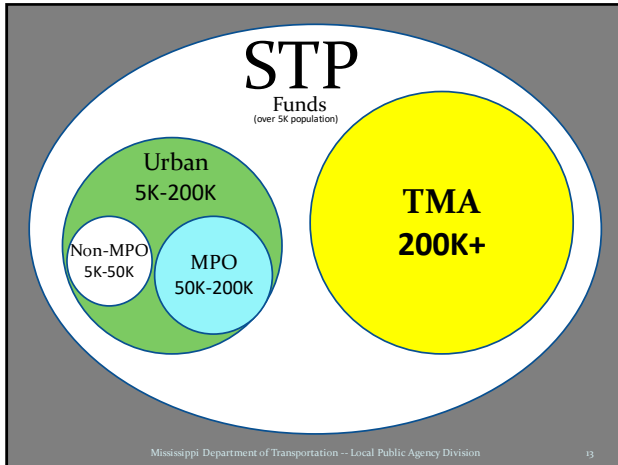 STP
Funds
(over 5K population)
Urban
5K-200K
Non-MPO
5K-50K
MPO
50K-200K
TMA
200K+
Mississippi Department of Transportation -- Local Public Agency Division
13